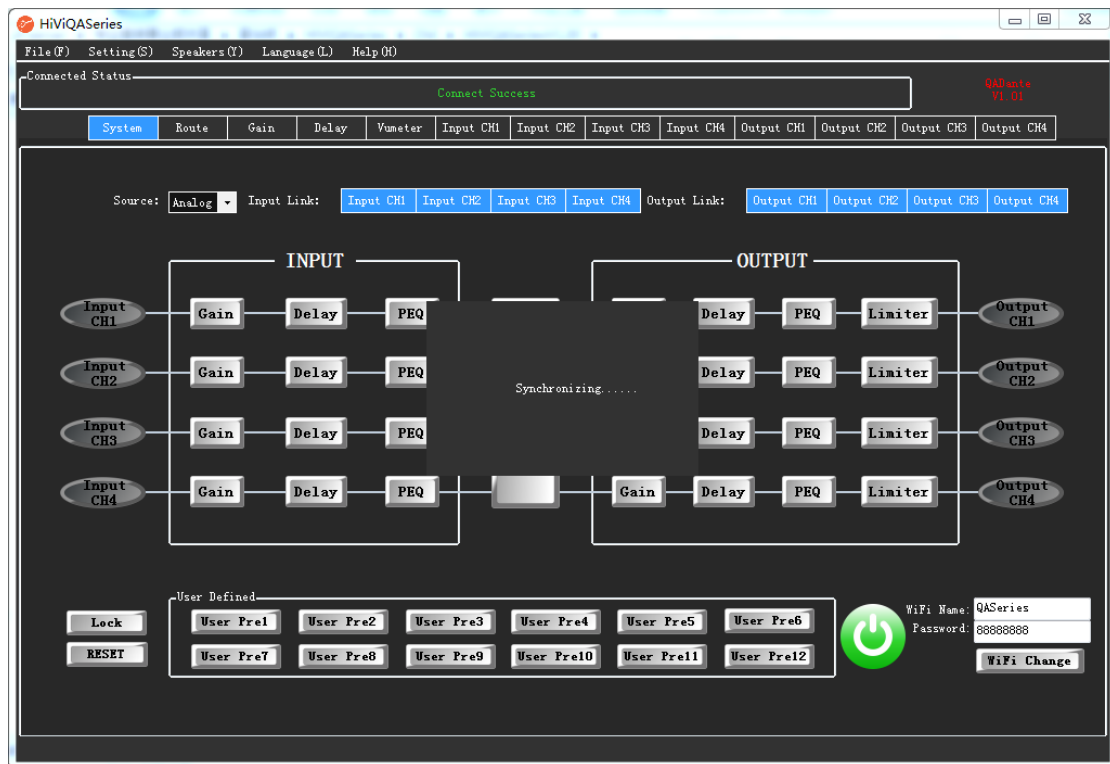 HiViQASeries
File(F) Setting(S) Speakers(Y) Language(L) Help(H)
Connected Status
Connect Success
QADante
V1.01
System Route Gain Delay Vumeter Input CH1 Input CH2 Input CH3 Input CH4 Output CH1 Output CH2 Output CH3 Output CH4
Source: Analog Input Link: Input CH1 Input CH2 Input CH3 Input CH4 Output Link: Output CH1 Output CH2 Output CH3 Output CH4
INPUT OUTPUT
Input CH1 Gain Delay PEQ Delay PEQ Limiter Output CH1
Input CH2 Gain Delay PEQ Delay PEQ Limiter Output CH2
Synchronizing......
Input CH3 Gain Delay PEQ Delay PEQ Limiter Output CH3
Input CH4 Gain Delay PEQ Gain Delay PEQ Limiter Output CH4
User Defined
Lock User Pre1 User Pre2 User Pre3 User Pre4 User Pre5 User Pre6
RESET User Pre7 User Pre8 User Pre9 User Pre10 User Pre11 User Pre12
WiFi Name: QASeries
Password: 88888888
WiFi Change